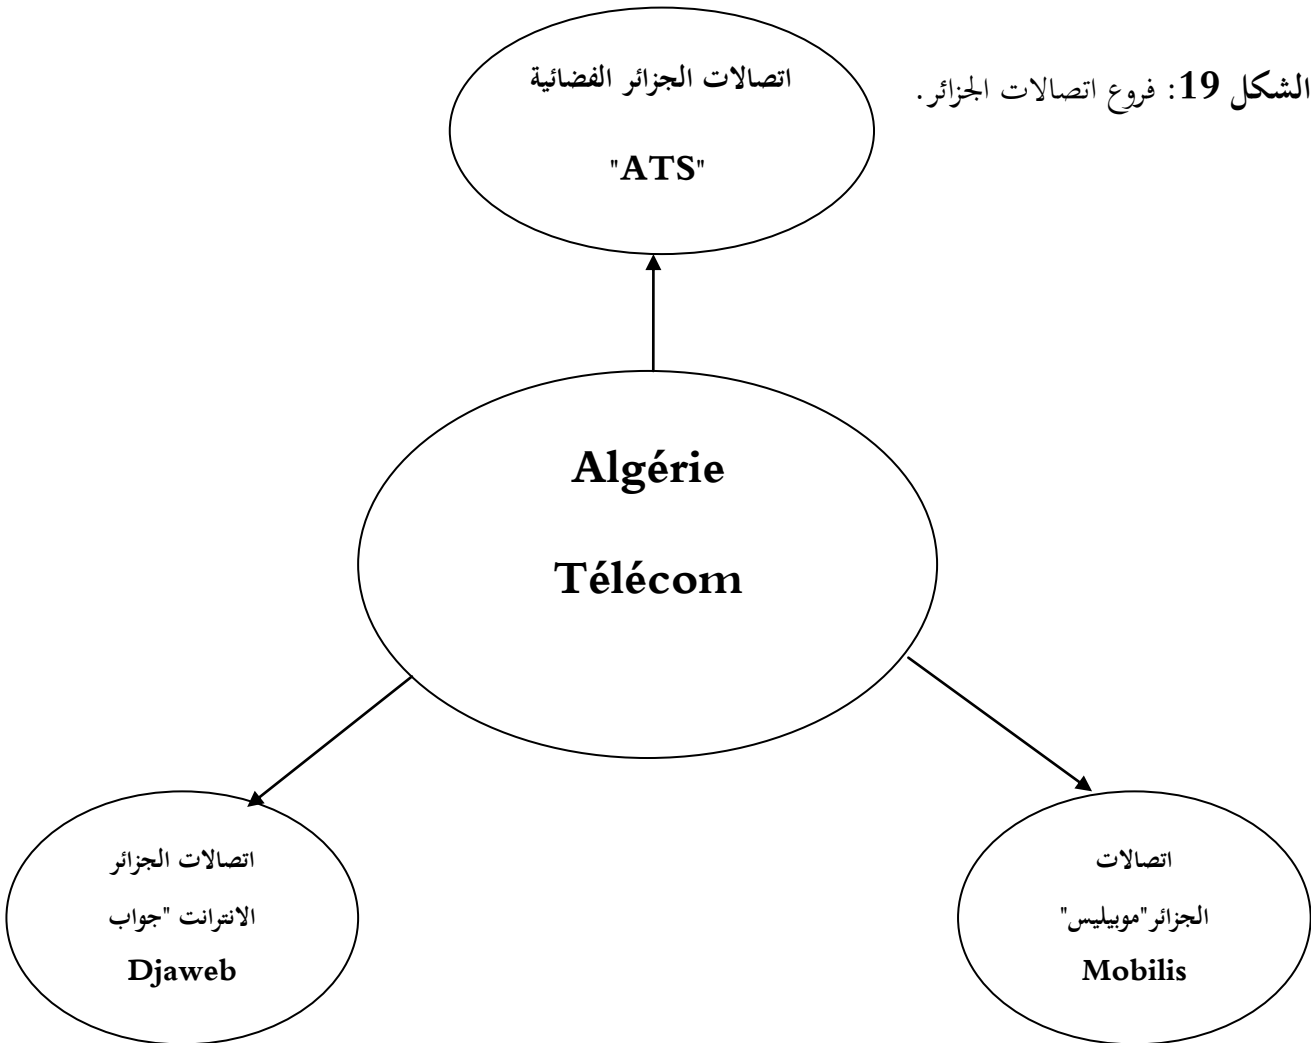 الشكل 19: فروع اتصالات الجزائر.
اتصالات الجزائر الفضائية
"ATS"
Algérie
Télécom
اتصالات الجزائر
الانترانت "جواب
Djaweb
اتصالات
الجزائر"موبيليس"
Mobilis